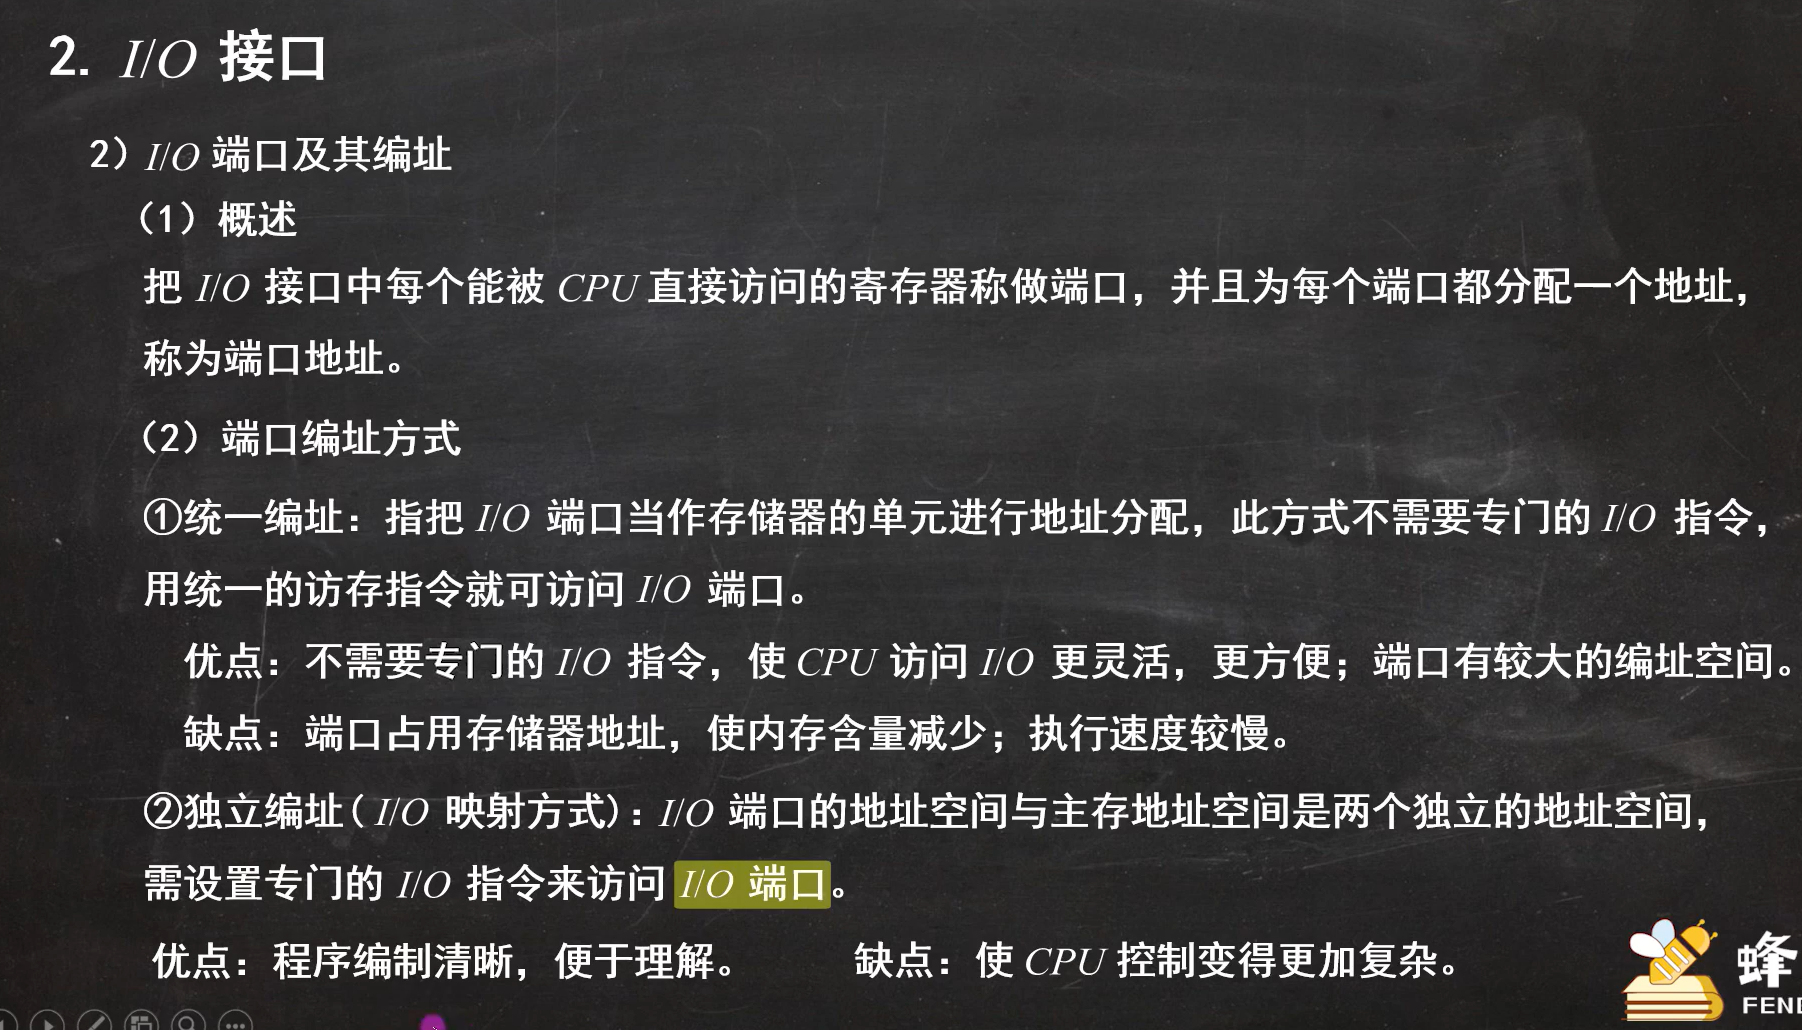 2. I/O 接口
2) I/O 端口及其编址
（1）概述
把 I/O 接口中每个能被 CPU 直接访问的寄存器称做端口，并且为每个端口都分配一个地址，
称为端口地址。
（2）端口编址方式
①统一编址：指把 I/O 端口当作存储器的单元进行地址分配，此方式不需要专门的 I/O 指令，
用统一的访存指令就可访问 I/O 端口。
优点：不需要专门的 I/O 指令，使 CPU 访问 I/O 更灵活，更方便；端口有较大的编址空间。
缺点：端口占用存储器地址，使内存含量减少；执行速度较慢。
②独立编址( I/O 映射方式)：I/O 端口的地址空间与主存地址空间是两个独立的地址空间，
需设置专门的 I/O 指令来访问 I/O 端口。
优点：程序编制清晰，便于理解。 缺点：使 CPU 控制变得更加复杂。
蜂
FEND